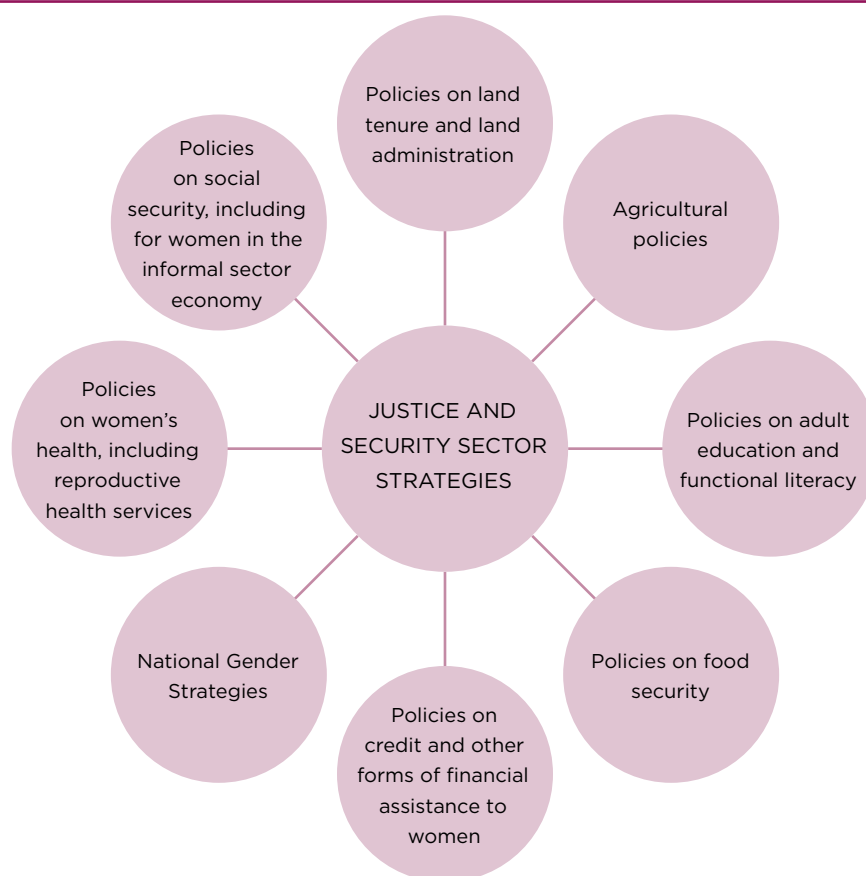 Policies on land
tenure and land
administration
Policies
on social
security, including
for women in the
informal sector
economy
Agricultural
policies
Policies
on women’s
health, including
reproductive
health services
JUSTICE AND
SECURITY SECTOR
STRATEGIES
Policies on adult
education and
functional literacy
National Gender
Strategies
Policies on food
security
Policies on
credit and other
forms of financial
assistance to
women